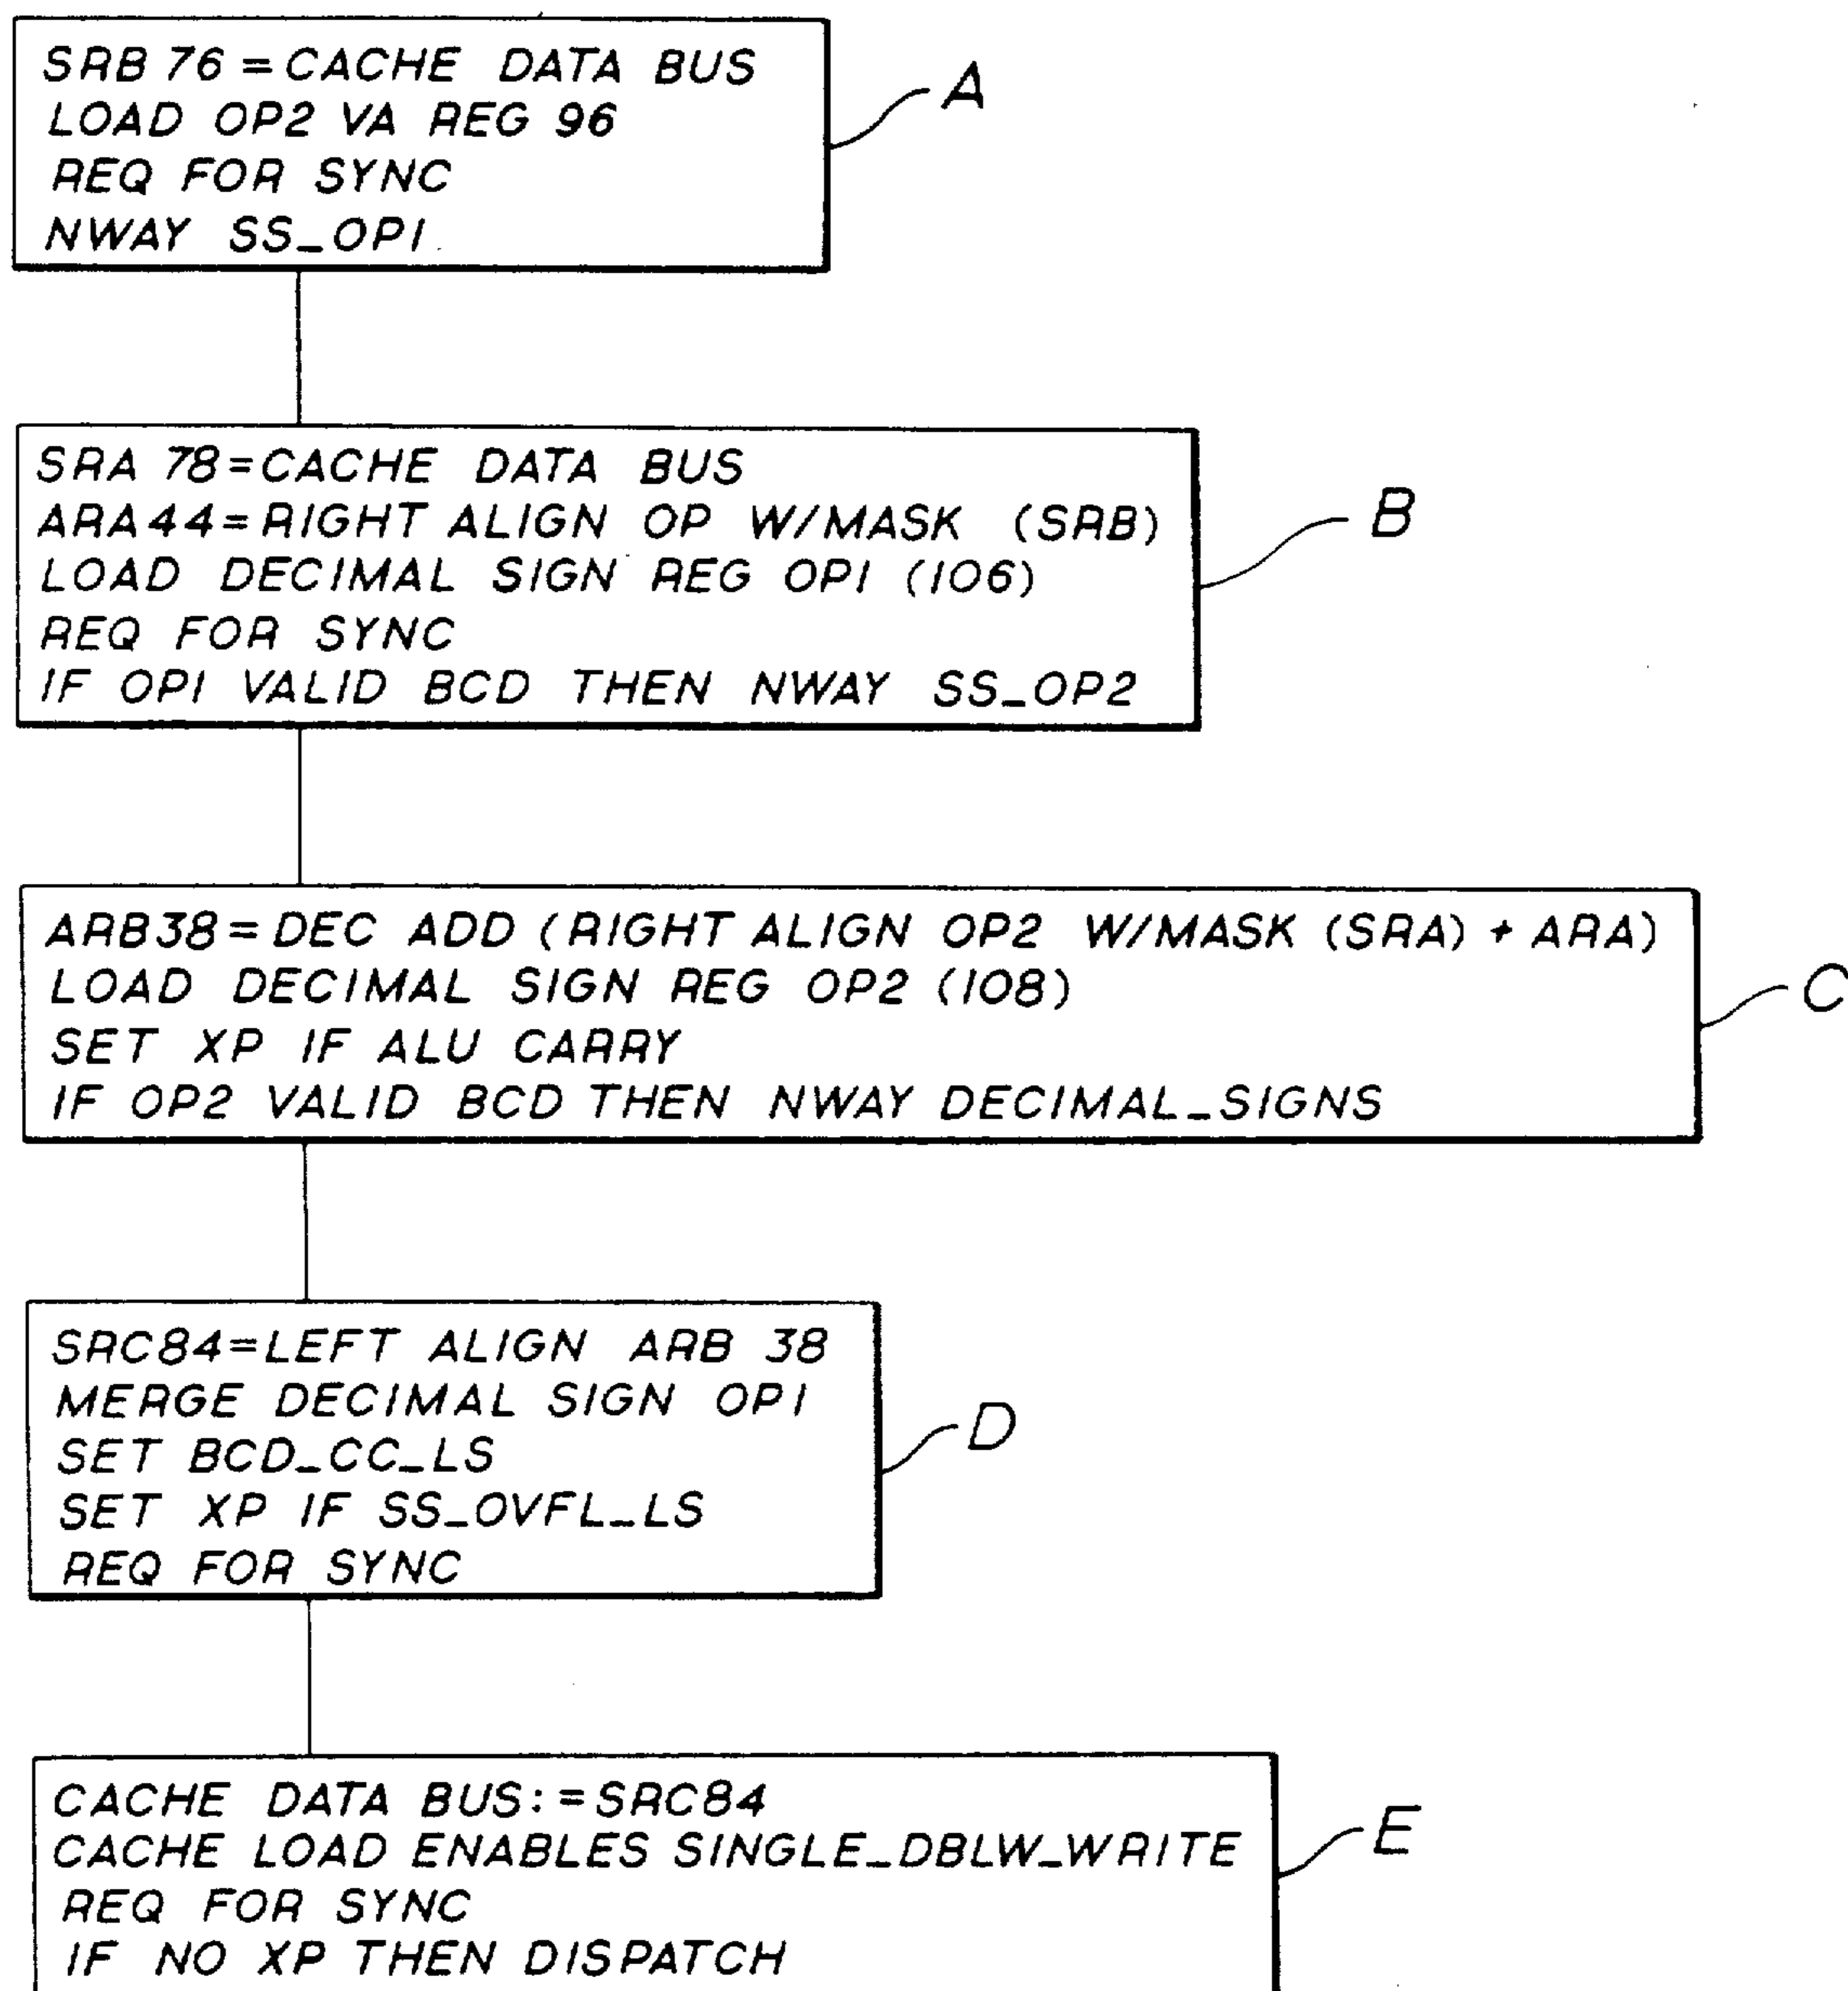 SRB 76 = CACHE DATA BUS
LOAD OP2 VA REG 96
REQ FOR SYNC
NWAY SS_OP1
A
SRA 78=CACHE DATA BUS
ARA44=RIGHT ALIGN OP W/MASK (SRB)
LOAD DECIMAL SIGN REG OP1 (106)
REQ FOR SYNC
IF OP1 VALID BCD THEN NWAY SS_OP2
B
ARB38=DEC ADD (RIGHT ALIGN OP2 W/MASK (SRA) + ARA)
LOAD DECIMAL SIGN REG OP2 (108)
SET XP IF ALU CARRY
IF OP2 VALID BCD THEN NWAY DECIMAL_SIGNS
C
SRC84=LEFT ALIGN ARB 38
MERGE DECIMAL SIGN OP1
SET BCD_CC_LS
SET XP IF SS_OVFL_LS
REQ FOR SYNC
D
CACHE DATA BUS:=SRC84
CACHE LOAD ENABLES SINGLE_DBLW_WRITE
REQ FOR SYNC
IF NO XP THEN DISPATCH
E